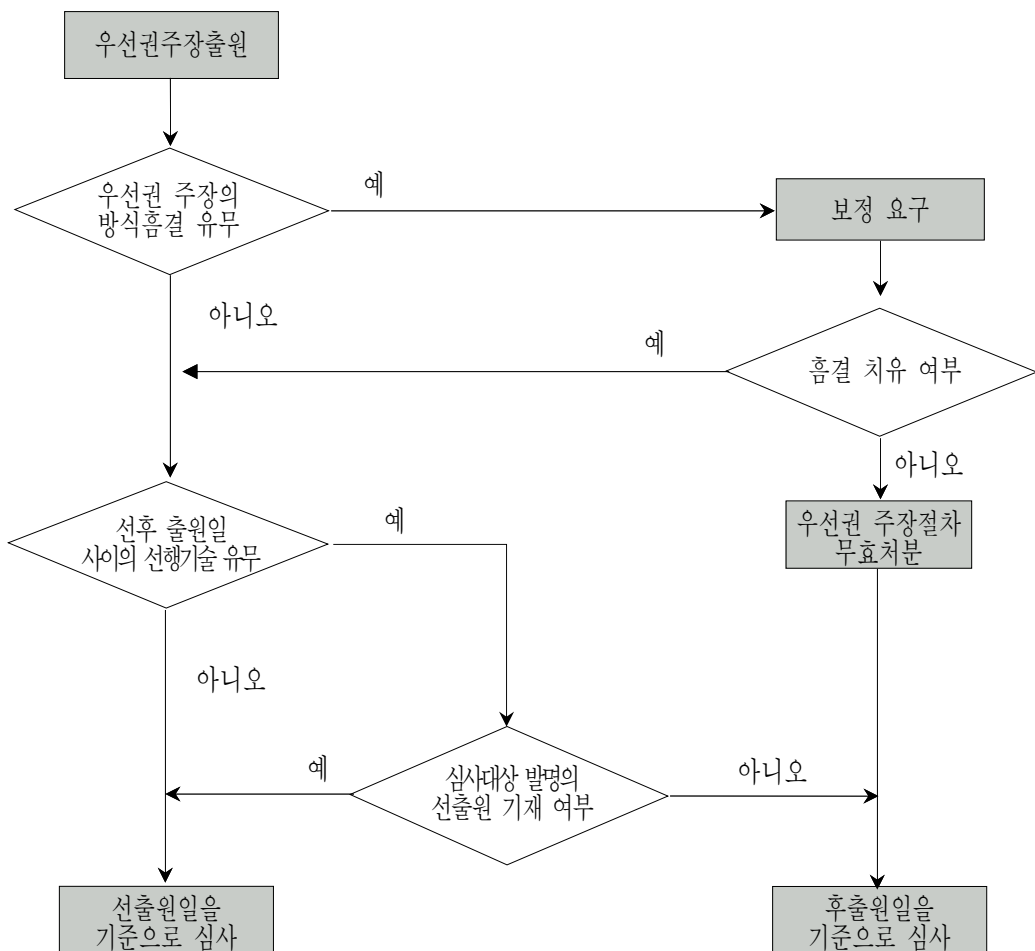 우선권주장출원
우선권 주장의
방식흠결 유무
예
보정 요구
아니오
예
흠결 치유 여부
아니오
선후 출원일
사이의 선행기술 유무
예
우선권 주장절차
무효처분
아니오
예
심사대상 발명의
선출원 기재 여부
아니오
선출원일을
기준으로 심사
후출원일을
기준으로 심사